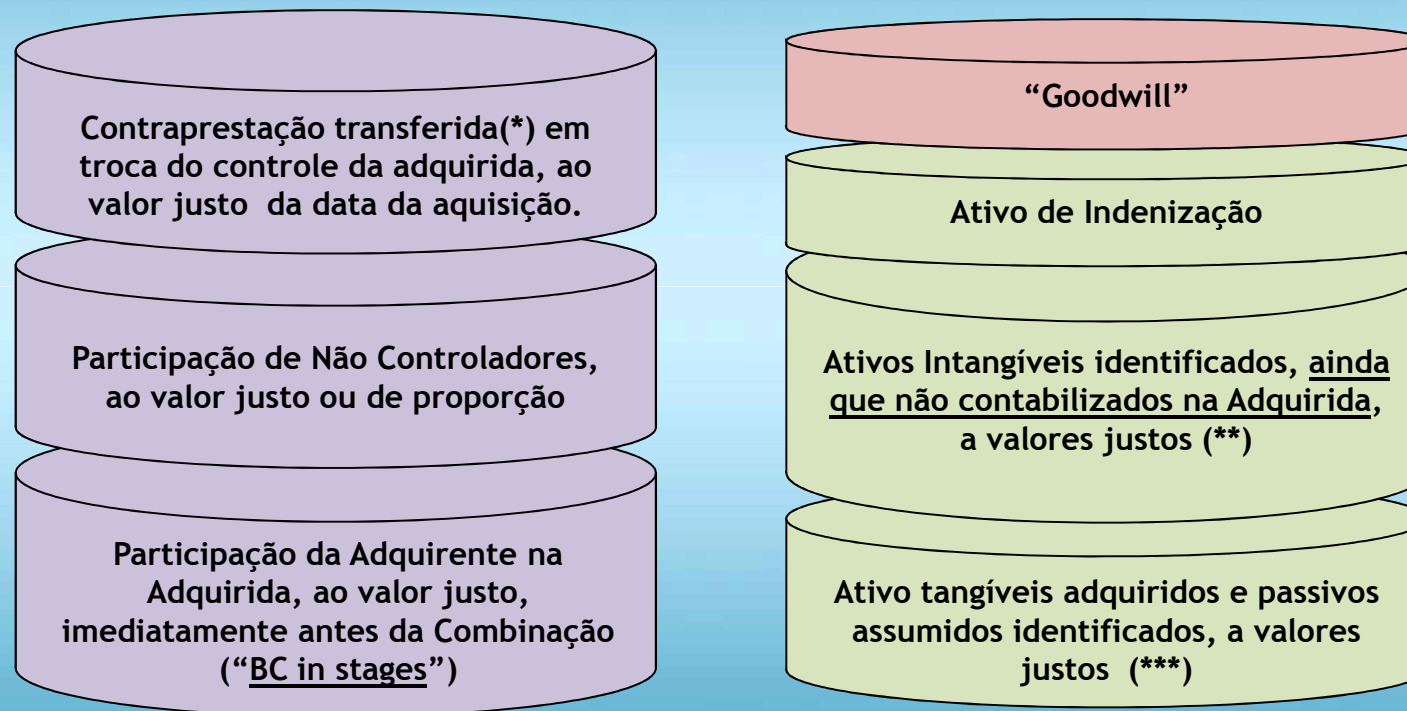 Contraprestação transferida(*) em
troca do controle da adquirida, ao
valor justo da data da aquisição.
Participação de Não Controladores,
ao valor justo ou de proporção
Participação da Adquirente na
Adquirida, ao valor justo,
imediatamente antes da Combinação
(“BC in stages”)
“Goodwill”
Ativo de Indenização
Ativos Intangíveis identificados, ainda
que não contabilizados na Adquirida,
a valores justos (**)
Ativo tangíveis adquiridos e passivos
assumidos identificados, a valores
justos (***)